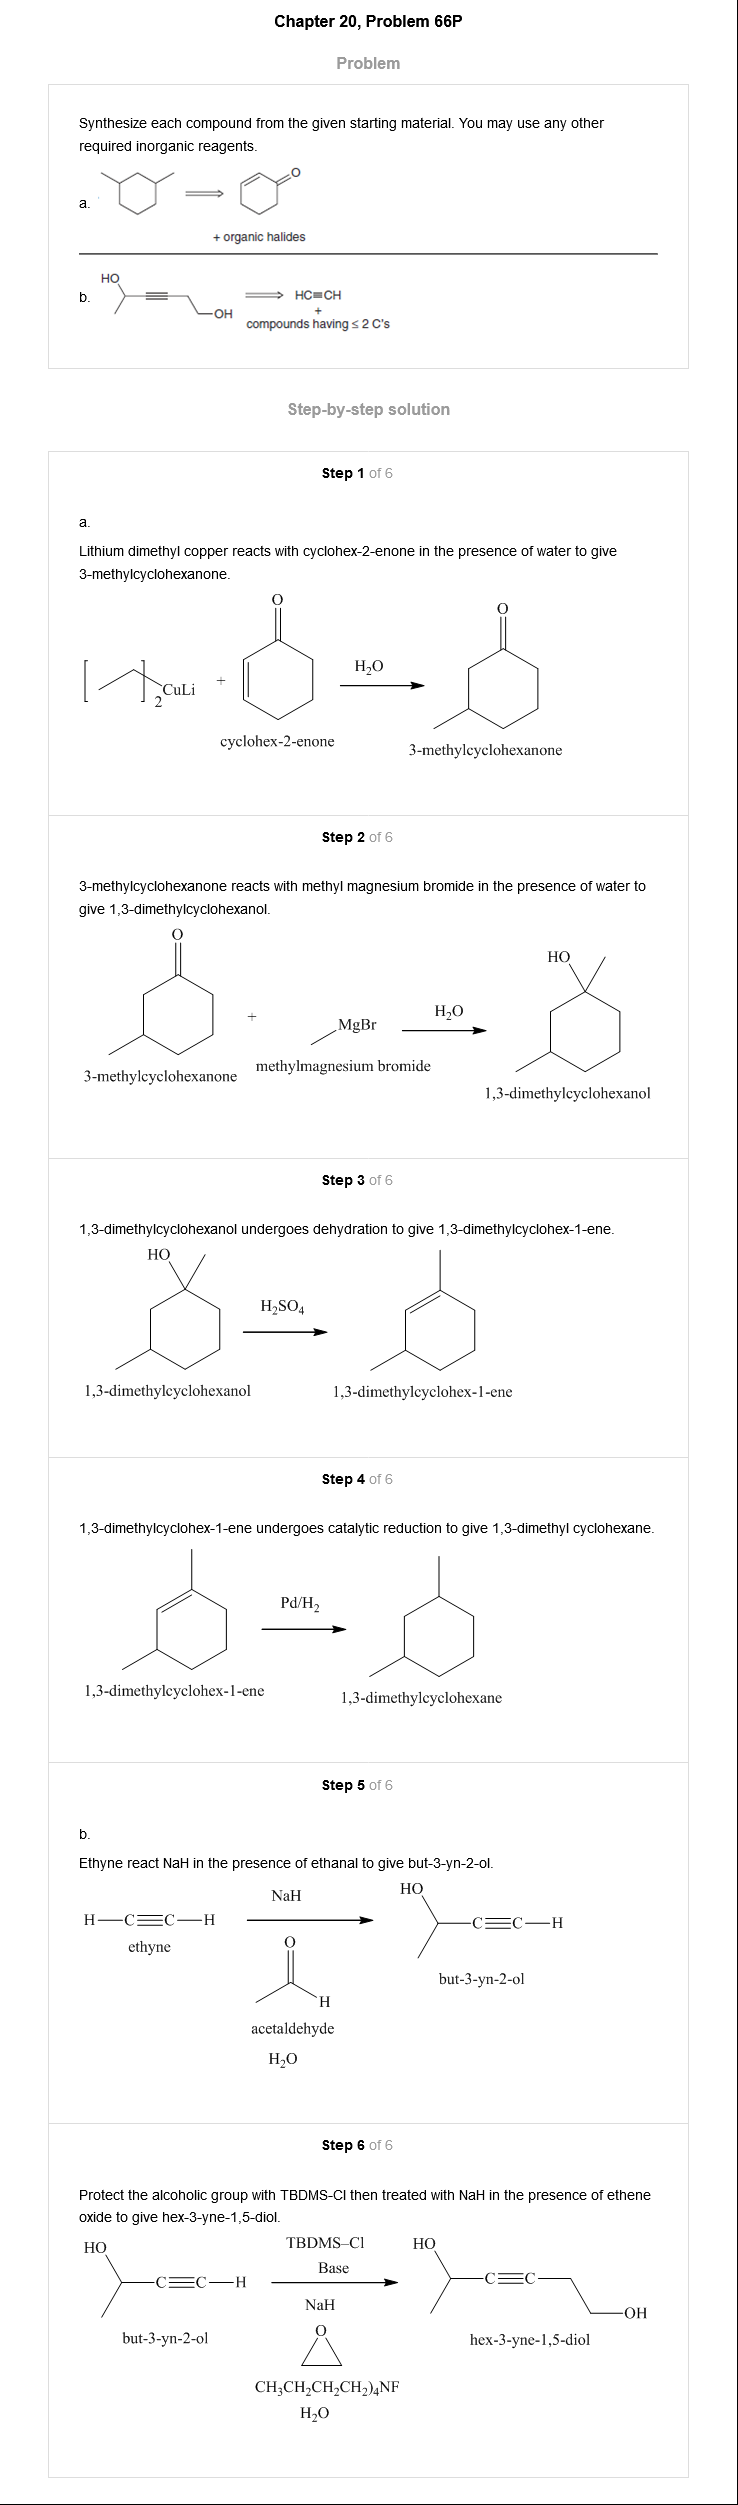 Chapter 20, Problem 66P
Problem
Synthesize each compound from the given starting material. You may use any other
required inorganic reagents.
a.
O
+ organic halides
b.
HO
OH
HC≡CH
+
compounds having ≤ 2 C's
Step-by-step solution
Step 1 of 6
a.
Lithium dimethyl copper reacts with cyclohex-2-enone in the presence of water to give
3-methylcyclohexanone.
[ ]2CuLi
+
O
H2O
O
cyclohex-2-enone
3-methylcyclohexanone
Step 2 of 6
3-methylcyclohexanone reacts with methyl magnesium bromide in the presence of water to
give 1,3-dimethylcyclohexanol.
O
+
MgBr
H2O
HO
3-methylcyclohexanone
methylmagnesium bromide
1,3-dimethylcyclohexanol
Step 3 of 6
1,3-dimethylcyclohexanol undergoes dehydration to give 1,3-dimethylcyclohex-1-ene.
HO
H2SO4
1,3-dimethylcyclohexanol
1,3-dimethylcyclohex-1-ene
Step 4 of 6
1,3-dimethylcyclohex-1-ene undergoes catalytic reduction to give 1,3-dimethyl cyclohexane.
Pd/H2
1,3-dimethylcyclohex-1-ene
1,3-dimethylcyclohexane
Step 5 of 6
b.
Ethyne react NaH in the presence of ethanal to give but-3-yn-2-ol.
H—C≡C—H
ethyne
NaH
O
H
acetaldehyde
H2O
HO
C≡C—H
but-3-yn-2-ol
Step 6 of 6
Protect the alcoholic group with TBDMS-Cl then treated with NaH in the presence of ethene
oxide to give hex-3-yne-1,5-diol.
HO
C≡C—H
but-3-yn-2-ol
TBDMS–Cl
Base
NaH
O
CH3CH2CH2CH2)4NF
H2O
HO
C≡C
OH
hex-3-yne-1,5-diol